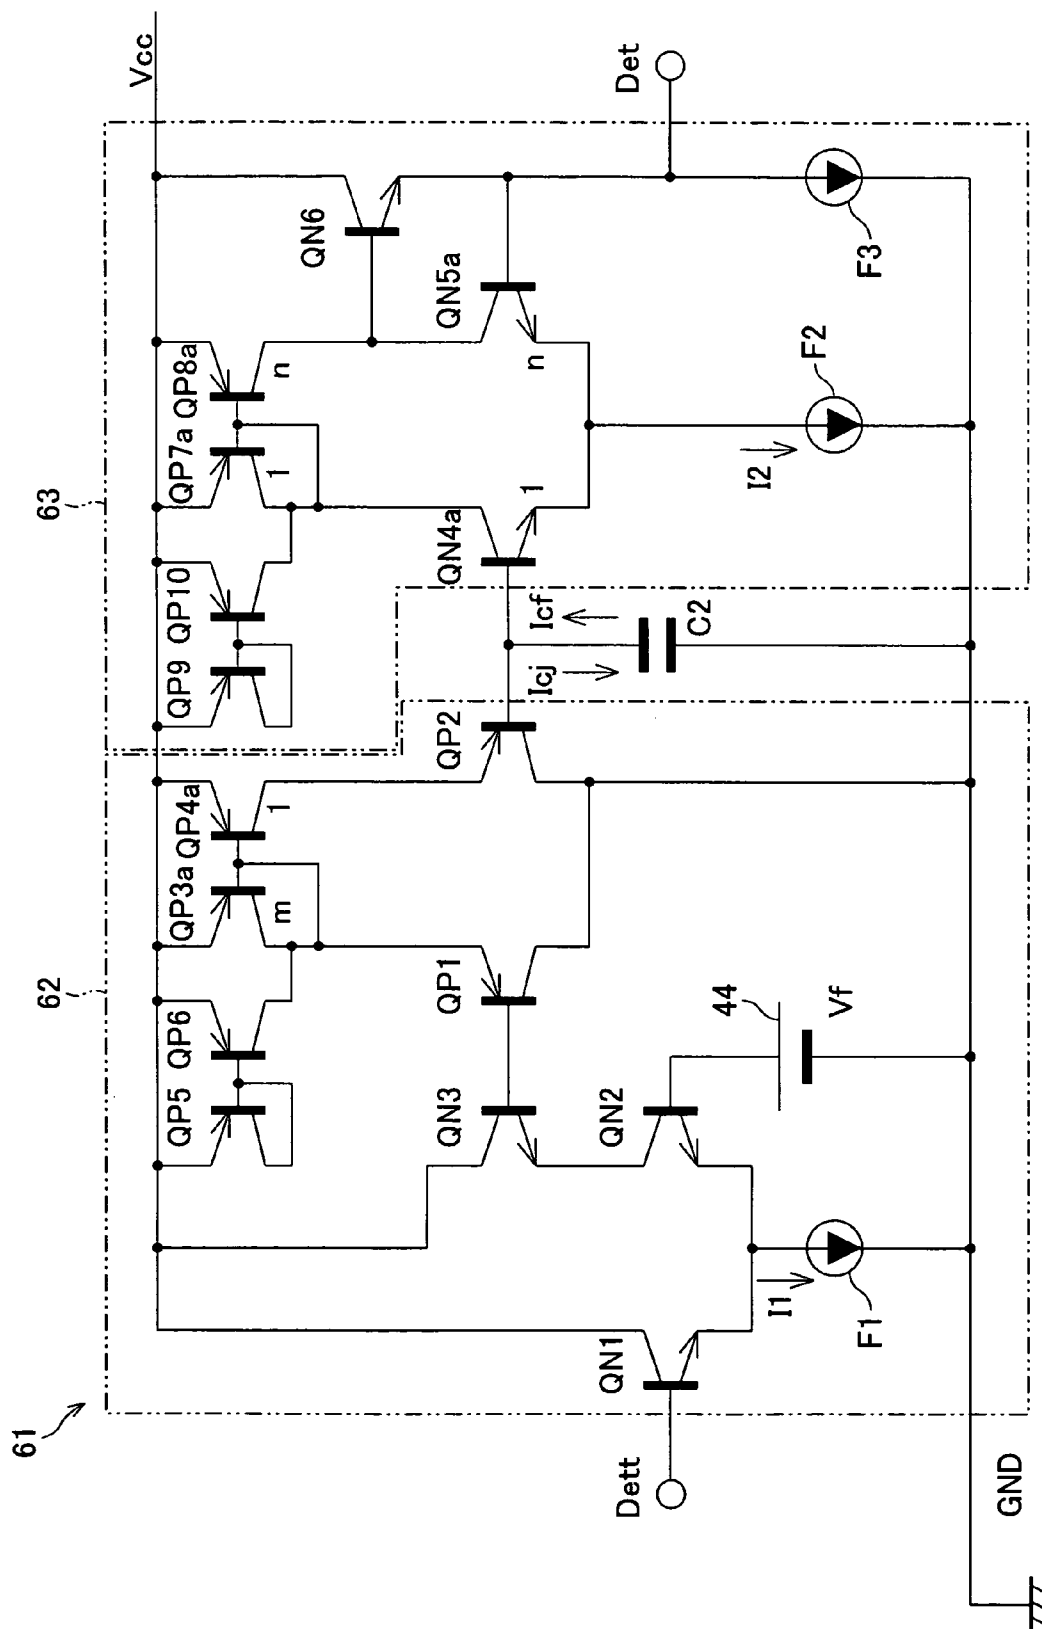 61
62
63
Vcc
QP5
QP6
QP3a
QP4a
m
1
QP9
QP10
QP7a
QP8a
1
n
QN6
QN3
QP1
QP2
QN4a
QN5a
1
n
Icj
Icf
C2
Det
Dett
QN1
QN2
44
Vf
I1
F1
I2
F2
F3
GND